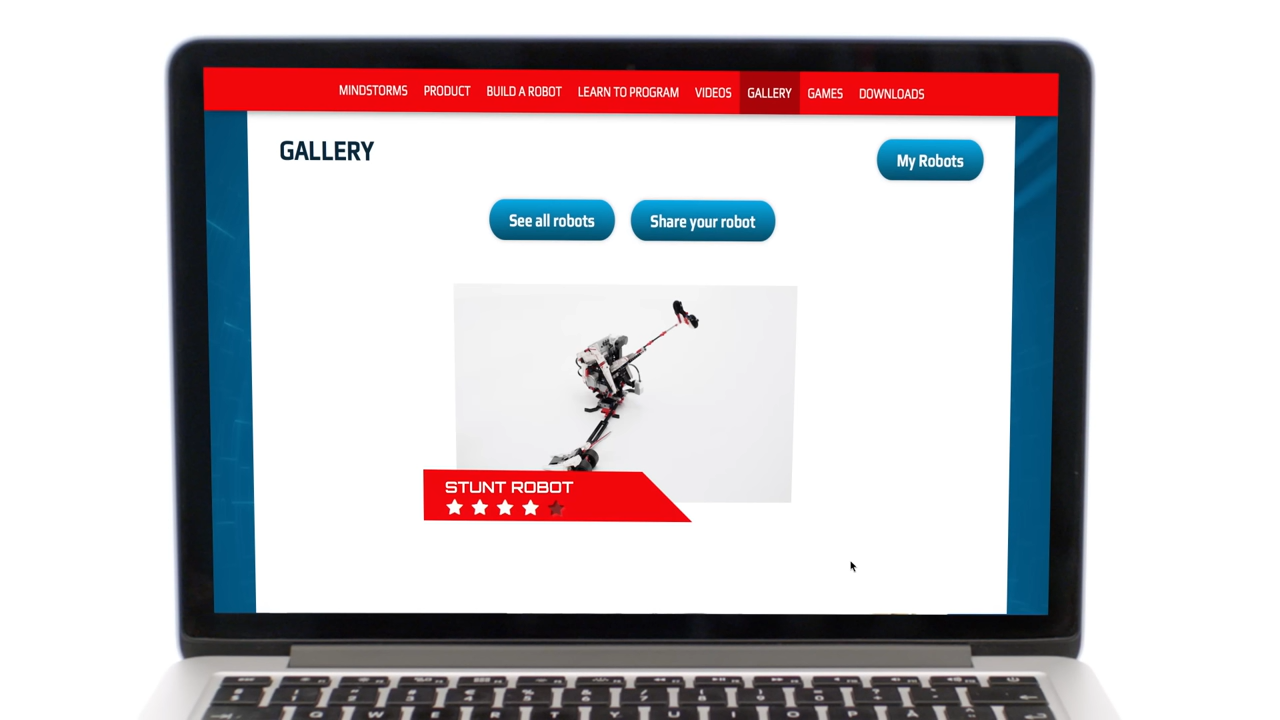 MINDSTORMS PRODUCT BUILD A ROBOT LEARN TO PROGRAM VIDEOS GALLERY GAMES DOWNLOADS
GALLERY
My Robots
See all robots Share your robot
STUNT ROBOT
Q W E R T Y U I O P Å